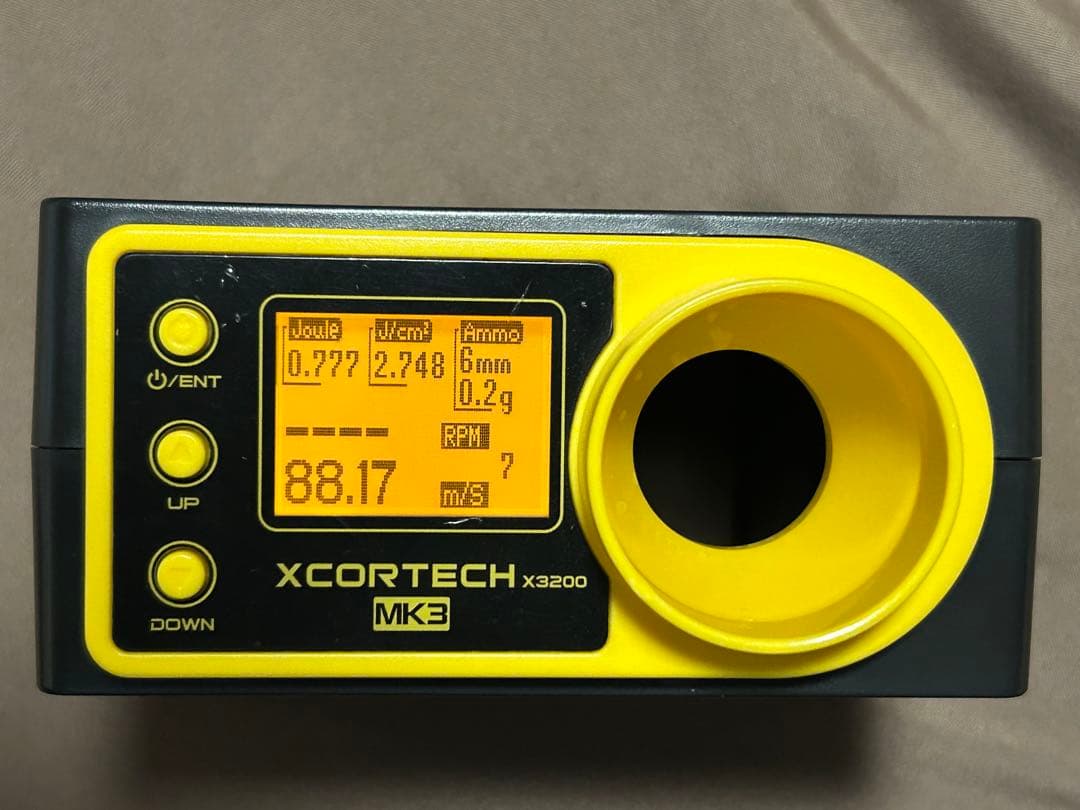 ⏻/ENT
UP
DOWN
Joule J/cm² Ammo
0.777 2.748 6mm
0.2g
---- RPM
7
88.17 m/S
XCORTECH X3200
MK3